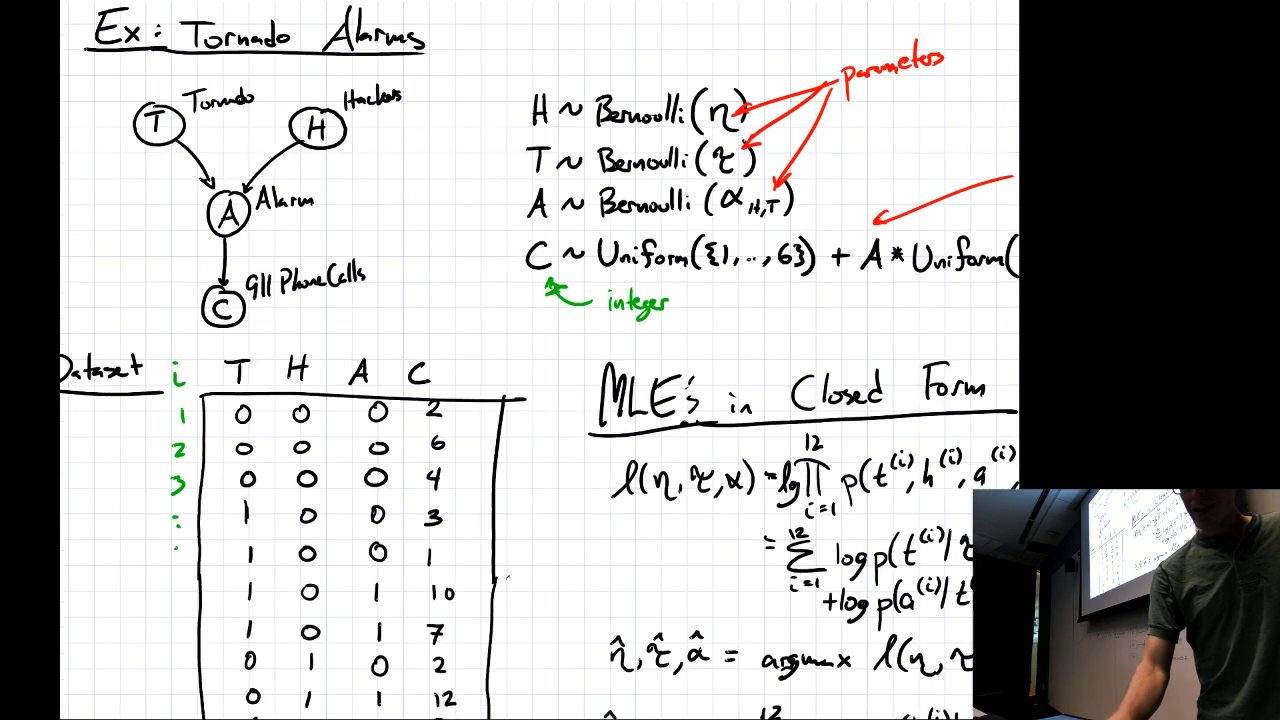 Ex: Tornado Alarms
parameters
T Tornado
H Hackers
A Alarm
C 911 Phone Calls
H ~ Bernoulli(η)
T ~ Bernoulli(τ)
A ~ Bernoulli(α_{H,T})
C ~ Uniform({1,..,6}) + A * Uniform(
integer
Dataset i T H A C
1 0 0 0 2
2 0 0 0 6
3 0 0 0 4
: 1 0 0 3
. 1 0 0 1
1 0 1 10
1 0 1 7
0 1 0 2
0 1 1 12
MLEs in Closed Form
l(η, τ, α) = log ∏_{i=1}^{12} p(t^{(i)}, h^{(i)}, a^{(i)},
= ∑_{i=1}^{12} log p(t^{(i)} | τ
+ log p(a^{(i)} | t
η̂, τ̂, α̂ = argmax l(η, τ
12